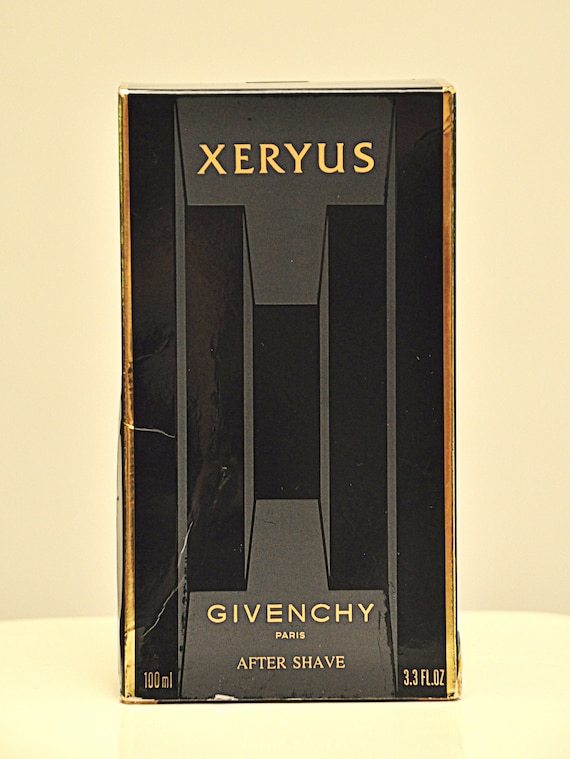 XERYUS
GIVENCHY
PARIS
AFTER SHAVE
100 ml
3.3 FL.OZ